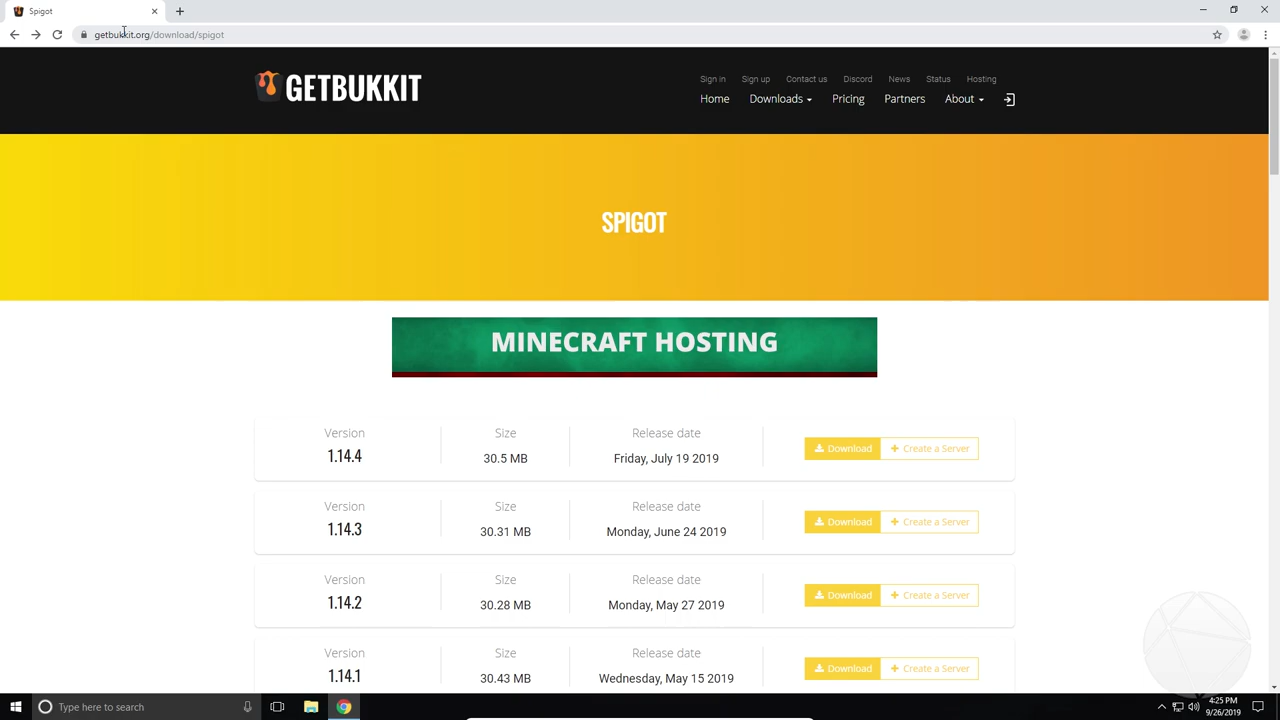 Spigot
getbukkit.org/download/spigot
GETBUKKIT
Sign in Sign up Contact us Discord News Status Hosting
Home Downloads Pricing Partners About
SPIGOT
MINECRAFT HOSTING
Version Size Release date
1.14.4 30.5 MB Friday, July 19 2019 Download Create a Server
Version Size Release date
1.14.3 30.31 MB Monday, June 24 2019 Download Create a Server
Version Size Release date
1.14.2 30.28 MB Monday, May 27 2019 Download Create a Server
Version Size Release date
1.14.1 30.43 MB Wednesday, May 15 2019 Download Create a Server
Type here to search
4:25 PM
9/26/2019